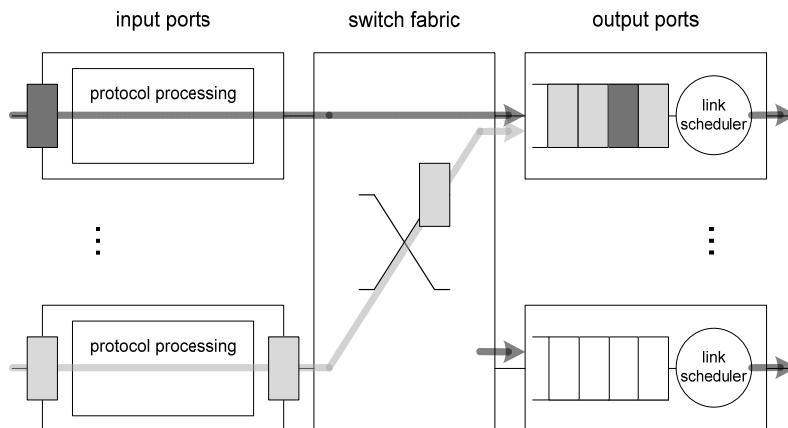 input ports
switch fabric
output ports
protocol processing
link
scheduler
protocol processing
link
scheduler